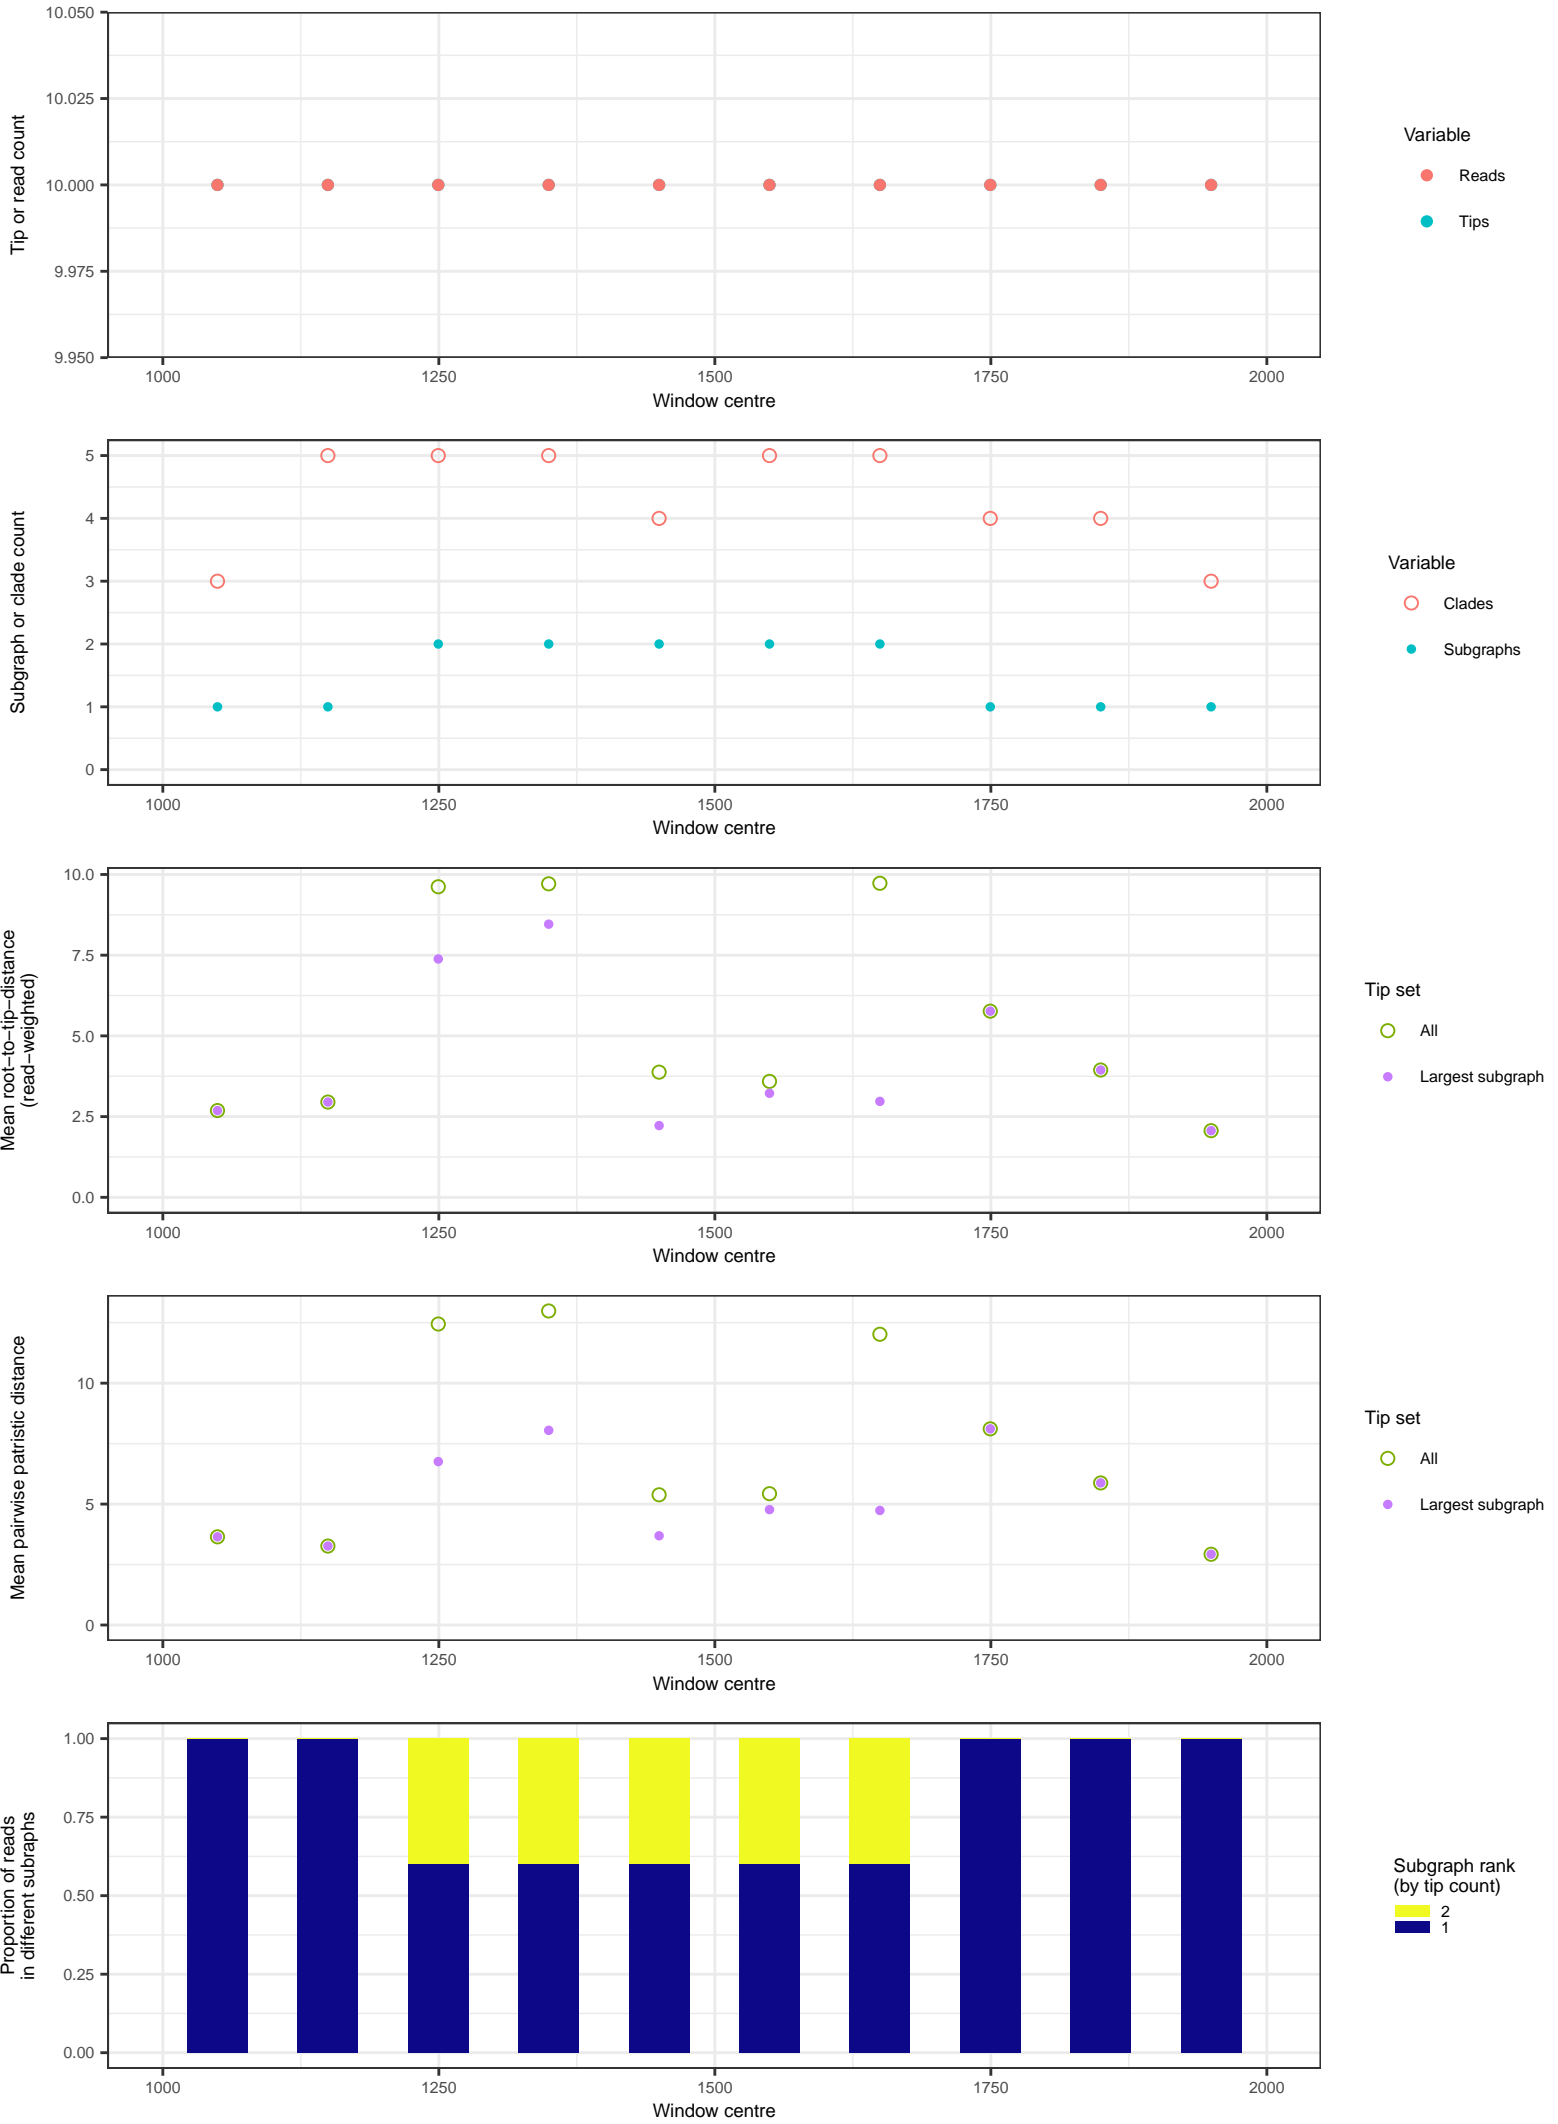 10.050
10.025
10.000
9.975
9.950
Tip or read count
1000 1250 1500 1750 2000
Window centre
Variable
Reads
Tips
5
4
3
2
1
0
Subgraph or clade count
1000 1250 1500 1750 2000
Window centre
Variable
Clades
Subgraphs
10.0
7.5
5.0
2.5
0.0
Mean root−to−tip−distance
(read−weighted)
1000 1250 1500 1750 2000
Window centre
Tip set
All
Largest subgraph
10
5
0
Mean pairwise patristic distance
1000 1250 1500 1750 2000
Window centre
Tip set
All
Largest subgraph
1.00
0.75
0.50
0.25
0.00
Proportion of reads
in different subraphs
1000 1250 1500 1750 2000
Window centre
Subgraph rank
(by tip count)
2
1